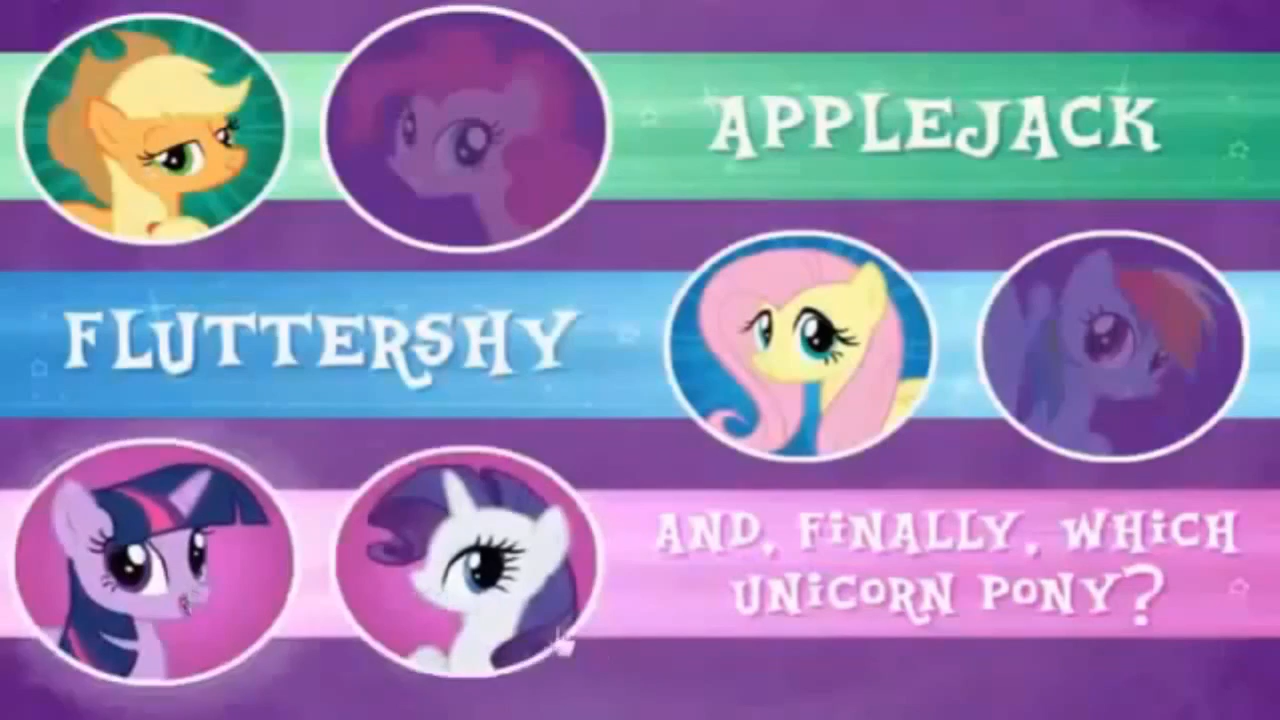 APPLEJACK
FLUTTERSHY
AND, FiNALLY, WHiCH
UNiCORN PONY?